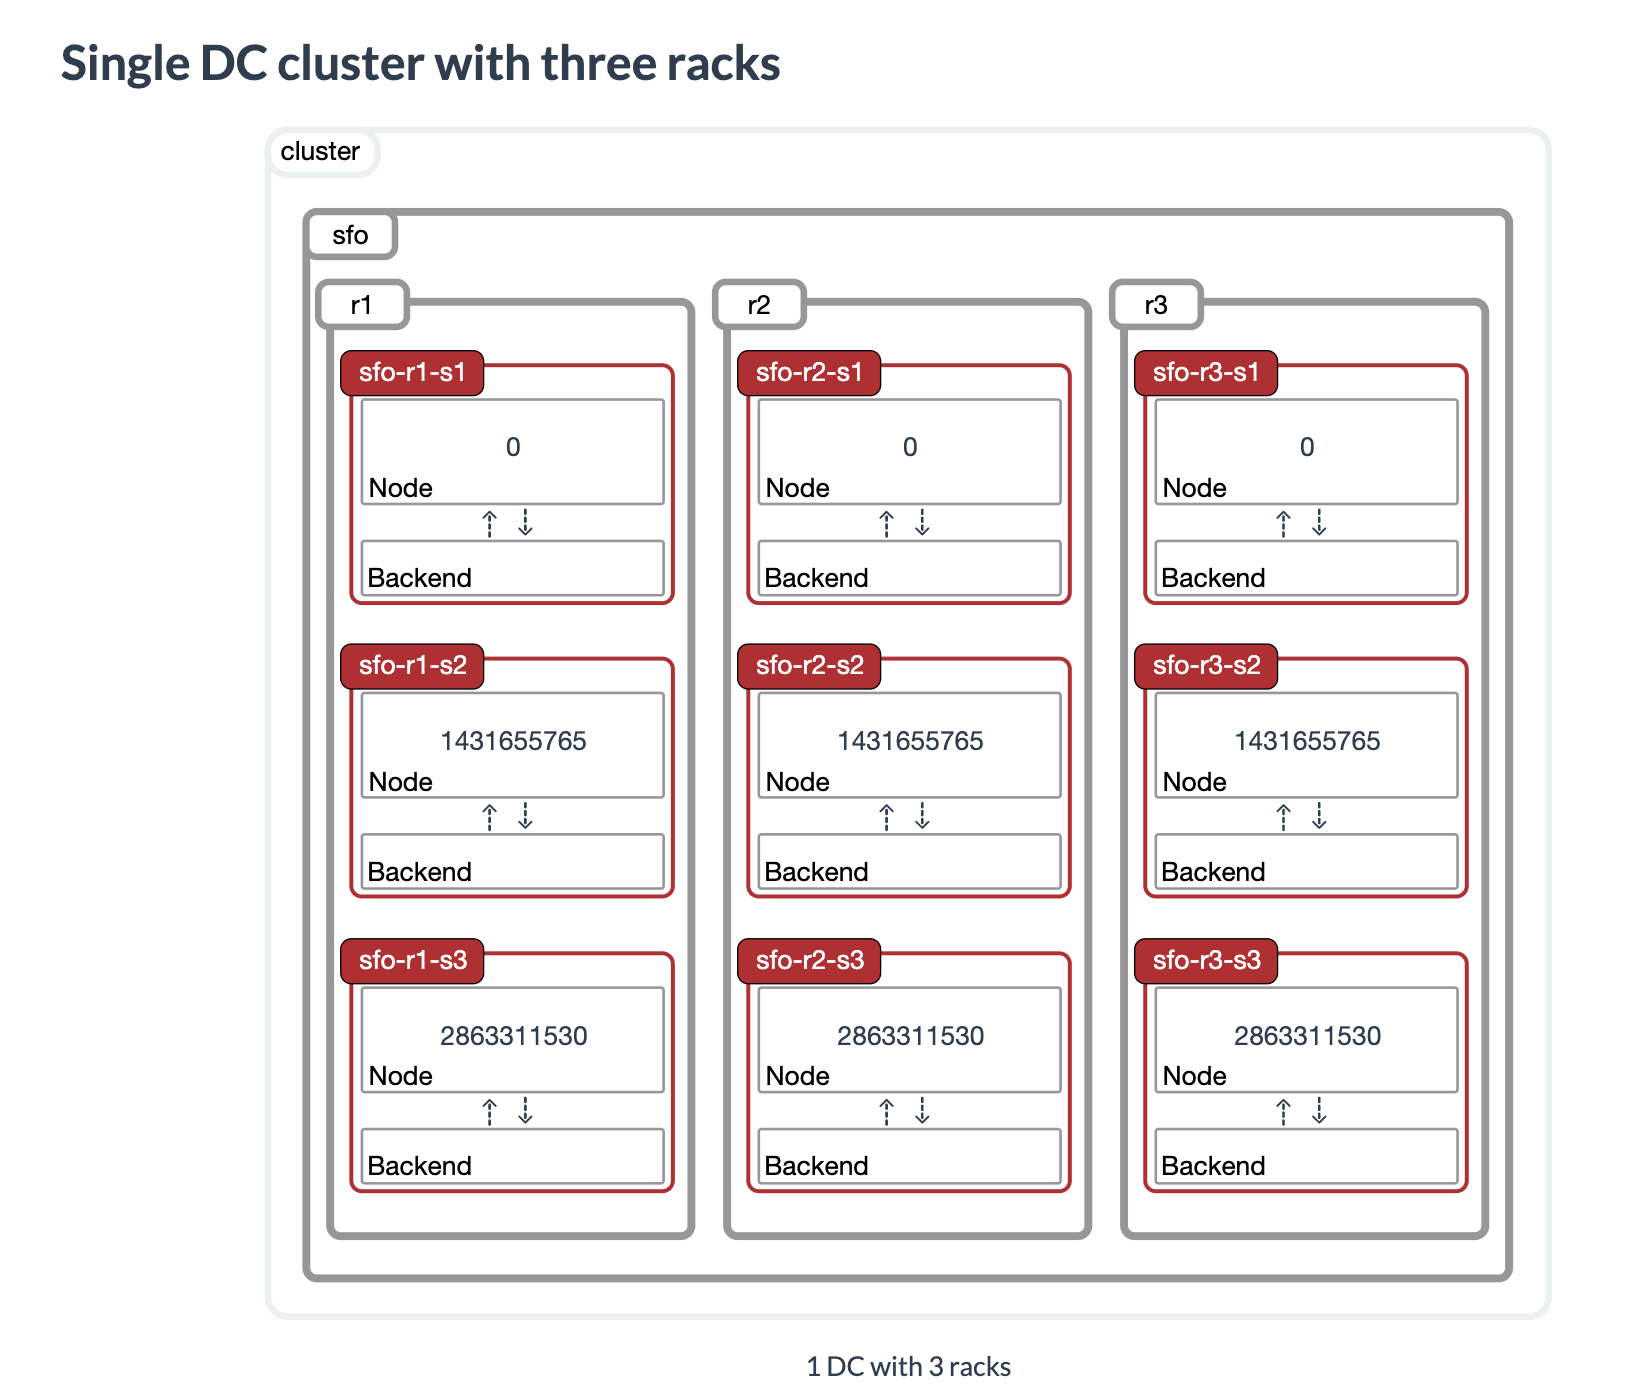 Single DC cluster with three racks
cluster
sfo
r1
sfo-r1-s1
0
Node
Backend
sfo-r1-s2
1431655765
Node
Backend
sfo-r1-s3
2863311530
Node
Backend
r2
sfo-r2-s1
0
Node
Backend
sfo-r2-s2
1431655765
Node
Backend
sfo-r2-s3
2863311530
Node
Backend
r3
sfo-r3-s1
0
Node
Backend
sfo-r3-s2
1431655765
Node
Backend
sfo-r3-s3
2863311530
Node
Backend
1 DC with 3 racks